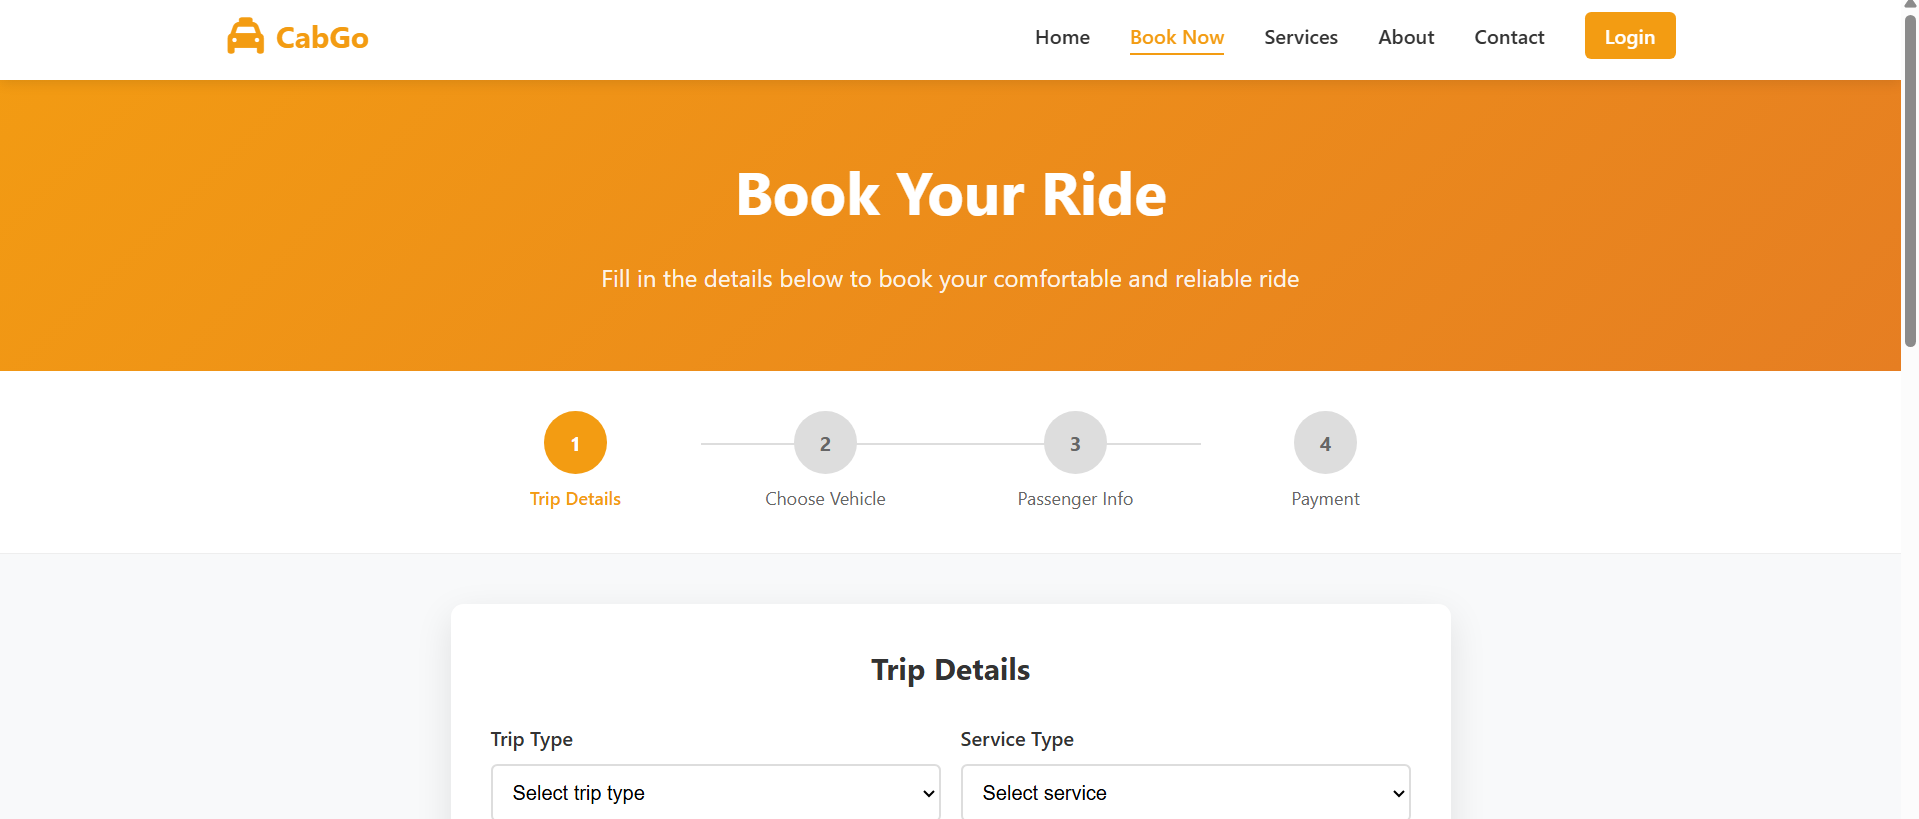 CabGo
Home Book Now Services About Contact Login
Book Your Ride
Fill in the details below to book your comfortable and reliable ride
1 2 3 4
Trip Details Choose Vehicle Passenger Info Payment
Trip Details
Trip Type Service Type
Select trip type Select service